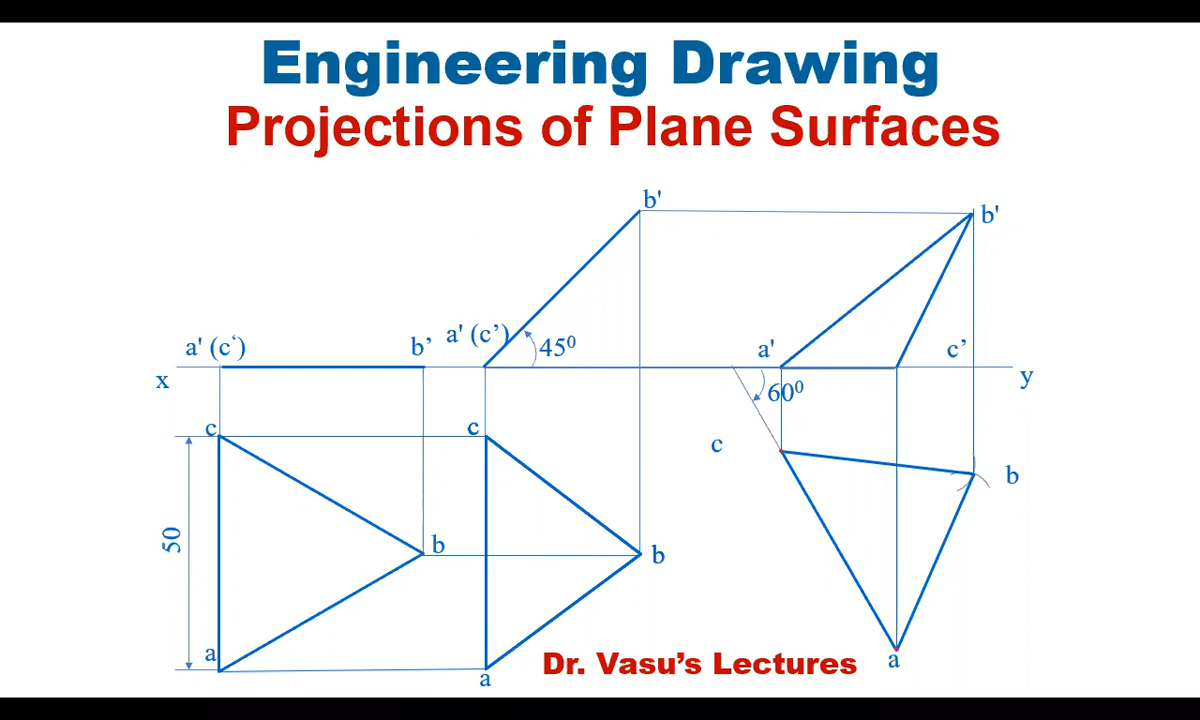 Engineering Drawing
Projections of Plane Surfaces
b'
b'
a' (c‘)
b’
a' (c’)
45⁰
a'
c’
x
y
60⁰
c
c
c
b
50
b
b
a
a
a
Dr. Vasu’s Lectures